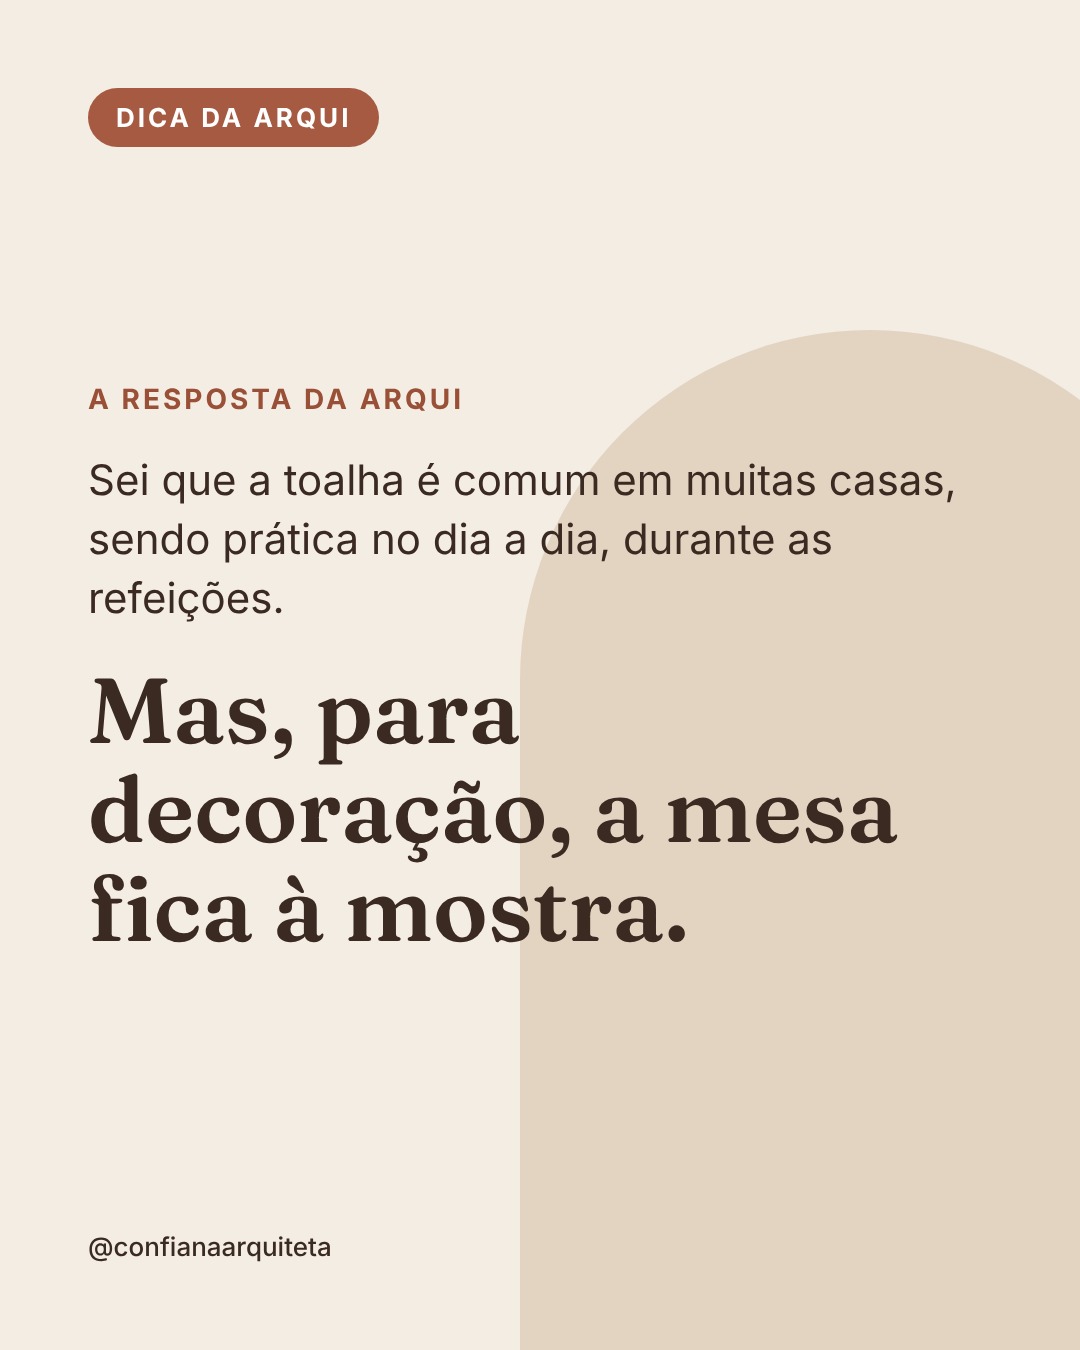 DICA DA ARQUI
A RESPOSTA DA ARQUI
Sei que a toalha é comum em muitas casas,
sendo prática no dia a dia, durante as
refeições.
Mas, para
decoração, a mesa
fica à mostra.
@confianaarquiteta